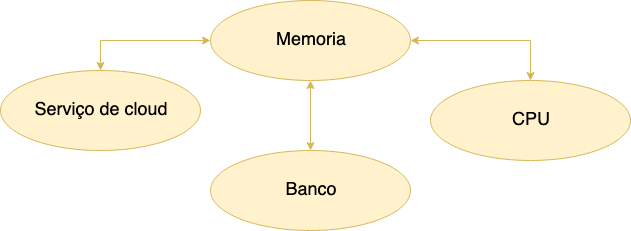 Memoria
Serviço de cloud
CPU
Banco